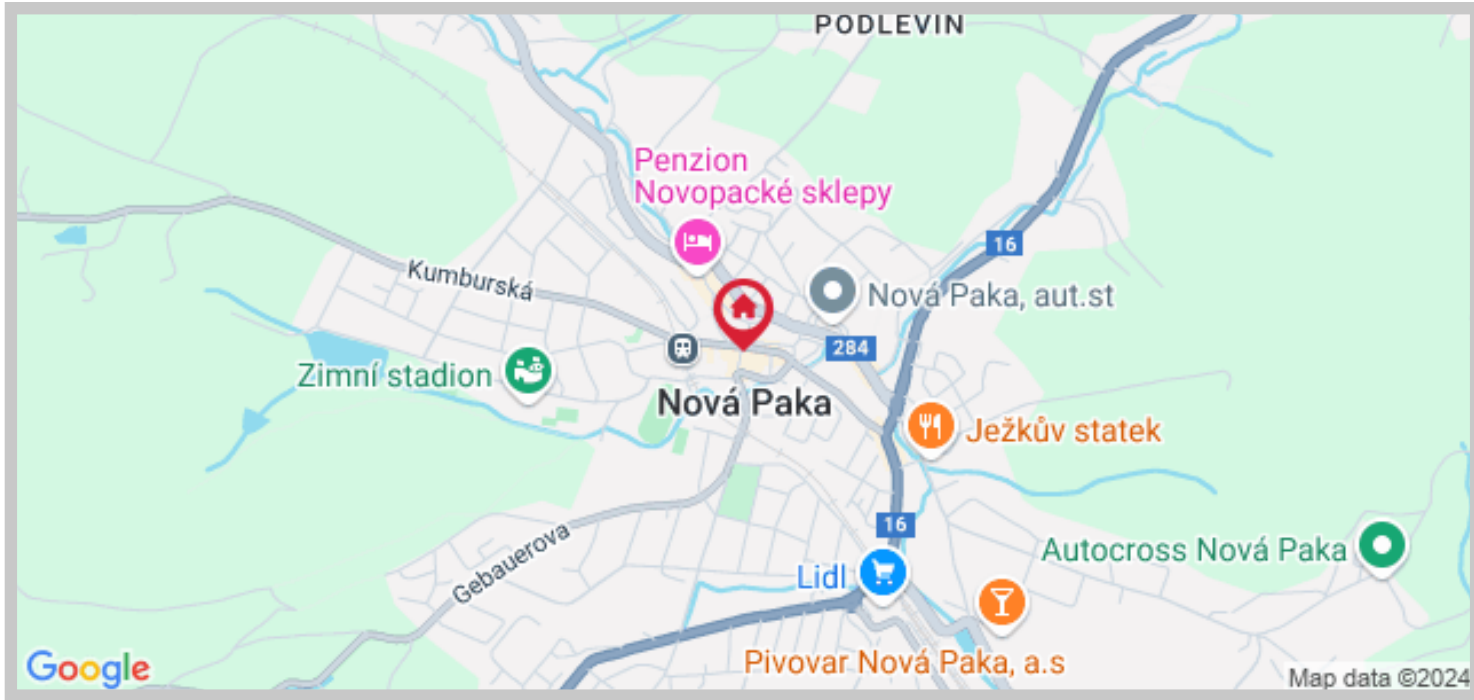 PODLEVÍN
Penzion
Novopacké sklepy
16
Kumburská
Nová Paka, aut.st
284
Zimní stadion
Nová Paka
Ježkův statek
16
Gebauerova
Autocross Nová Paka
Lidl
Pivovar Nová Paka, a.s
Google
Map data ©2024